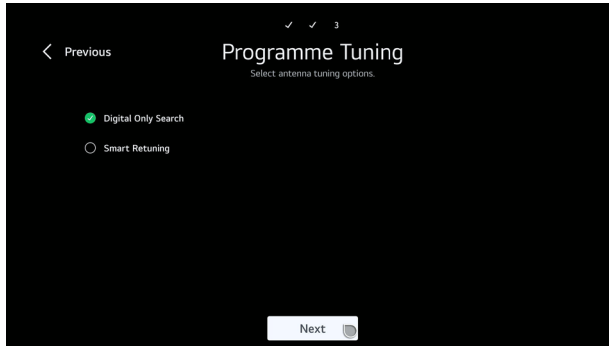 3
Previous
Programme Tuning
Select antenna tuning options.
Digital Only Search
Smart Retuning
Next